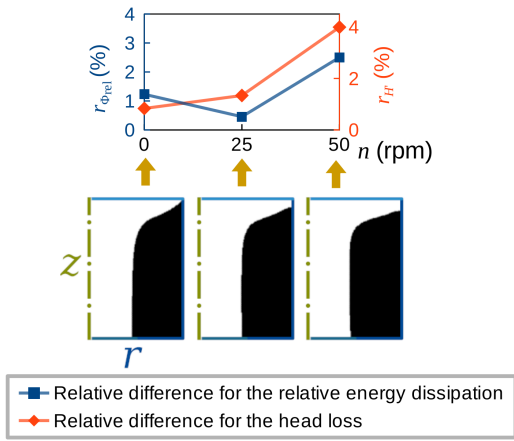 4
3
2
1
0
r_Φrel (%)
4
2
0
r_H' (%)
0
25
50
n (rpm)
z
r
Relative difference for the relative energy dissipation
Relative difference for the head loss